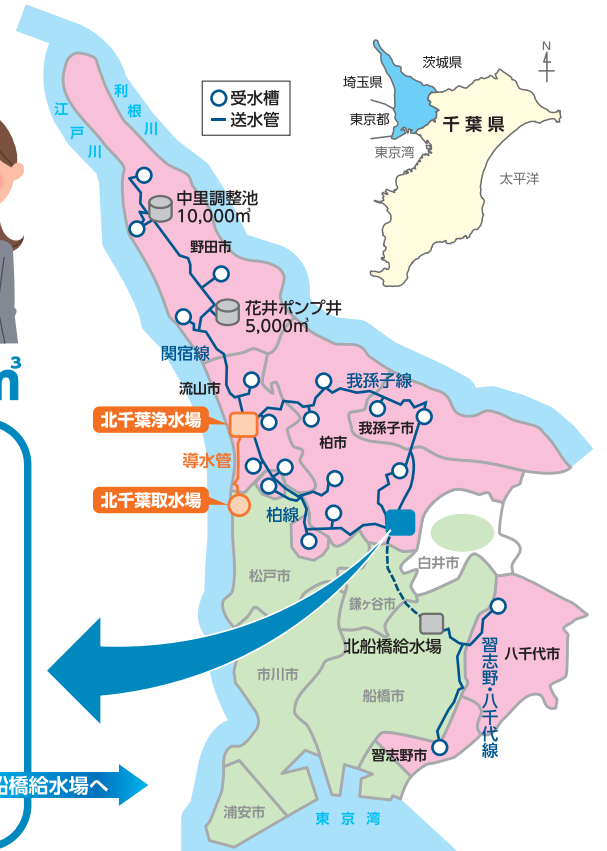 利根川
江戸川
受水槽
送水管
中里調整池
10,000㎥
野田市
花井ポンプ井
5,000㎥
関宿線
流山市
我孫子線
北千葉浄水場
柏市
我孫子市
導水管
北千葉取水場
柏線
白井市
松戸市
鎌ヶ谷市
北船橋給水場
習志野・八千代線
八千代市
市川市
船橋市
習志野市
浦安市
東京湾
N
茨城県
埼玉県
東京都
千葉県
東京湾
太平洋
m³
船橋給水場へ